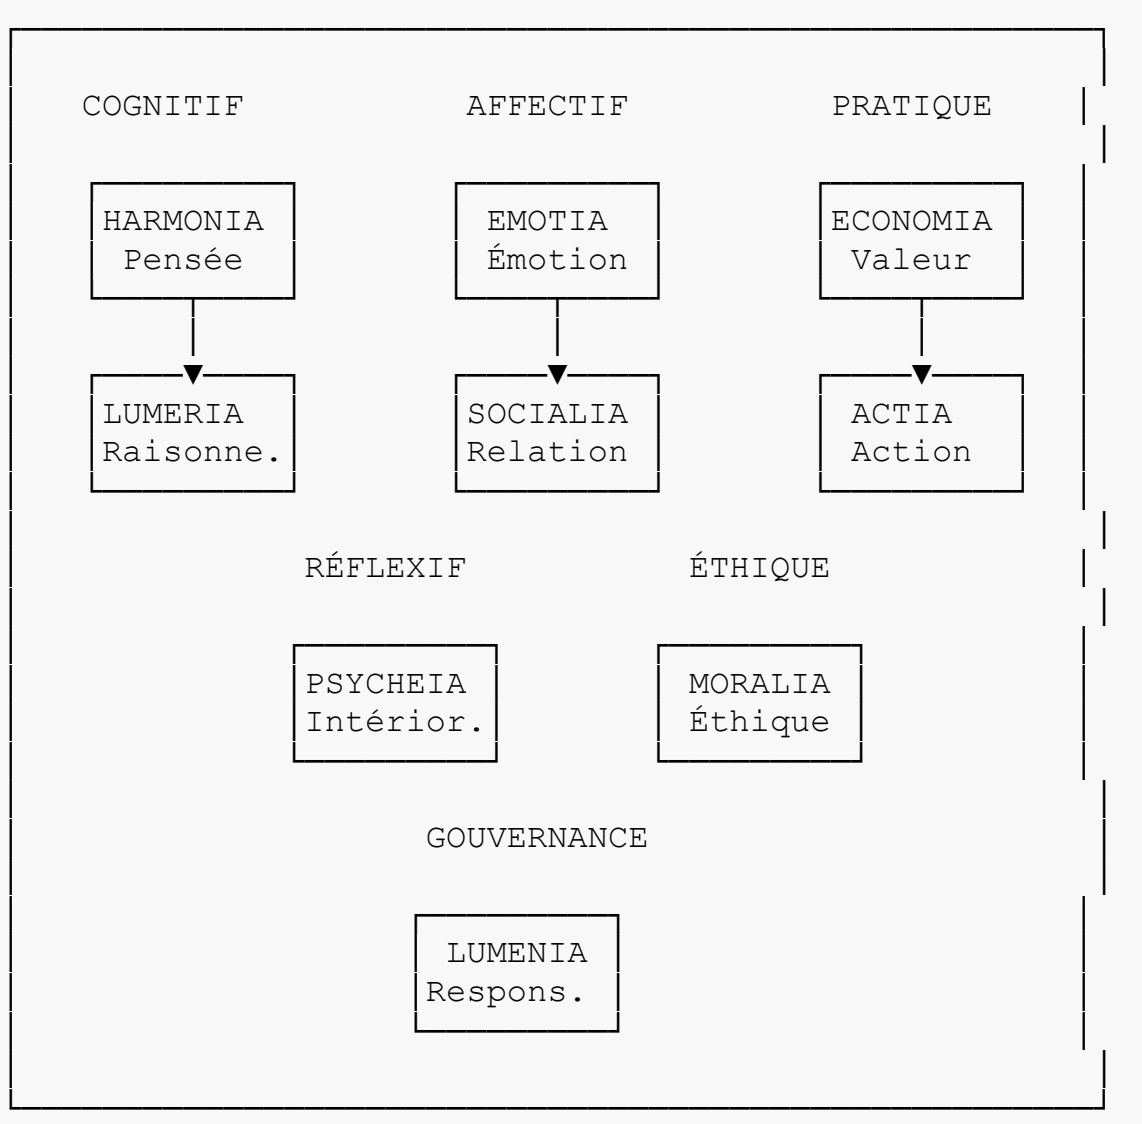 COGNITIF AFFECTIF PRATIQUE
HARMONIA EMOTIA ECONOMIA
Pensée Émotion Valeur
LUMERIA SOCIALIA ACTIA
Raisonne. Relation Action
RÉFLEXIF ÉTHIQUE
PSYCHEIA MORALIA
Intérior. Éthique
GOUVERNANCE
LUMENIA
Respons.